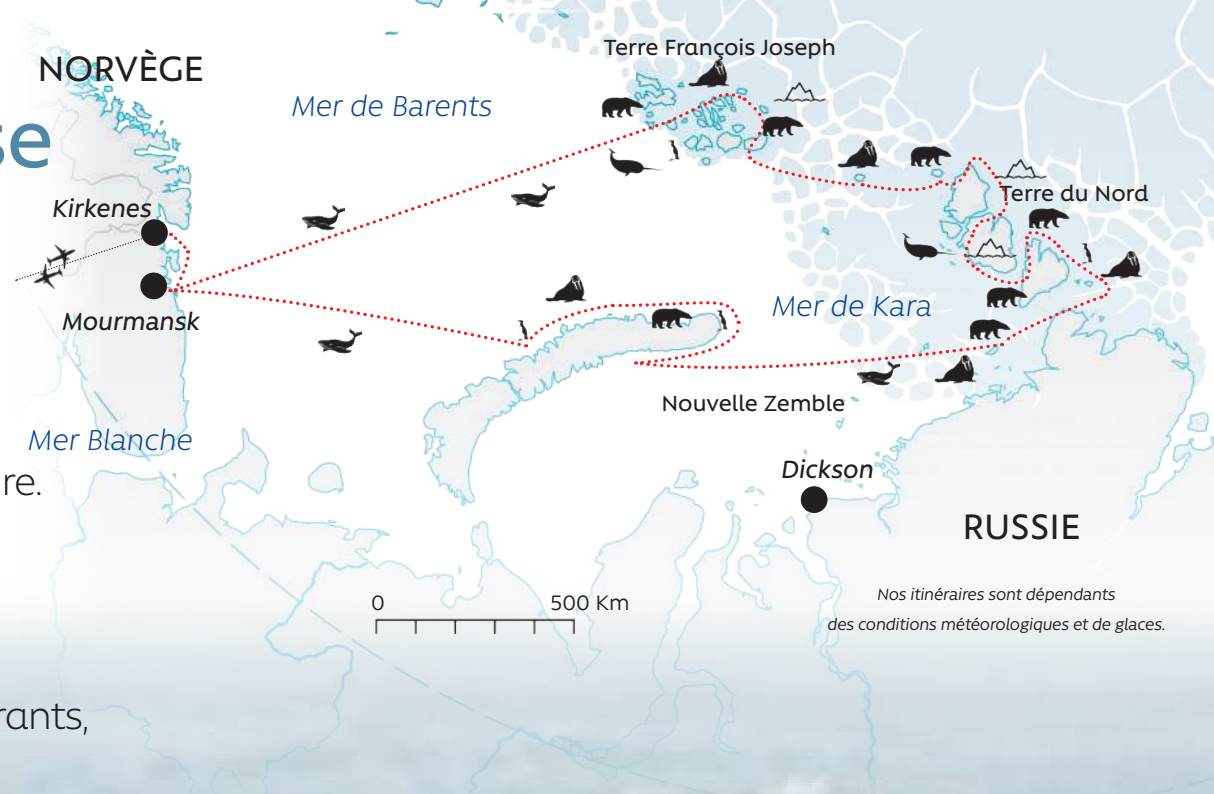 Terre François Joseph
NORVÈGE
Mer de Barents
se
Terre du Nord
Kirkenes
Mer de Kara
Mourmansk
Nouvelle Zemble
Mer Blanche
Dickson
re.
RUSSIE
0 500 Km
Nos itinéraires sont dépendants
des conditions météorologiques et de glaces.
rants,